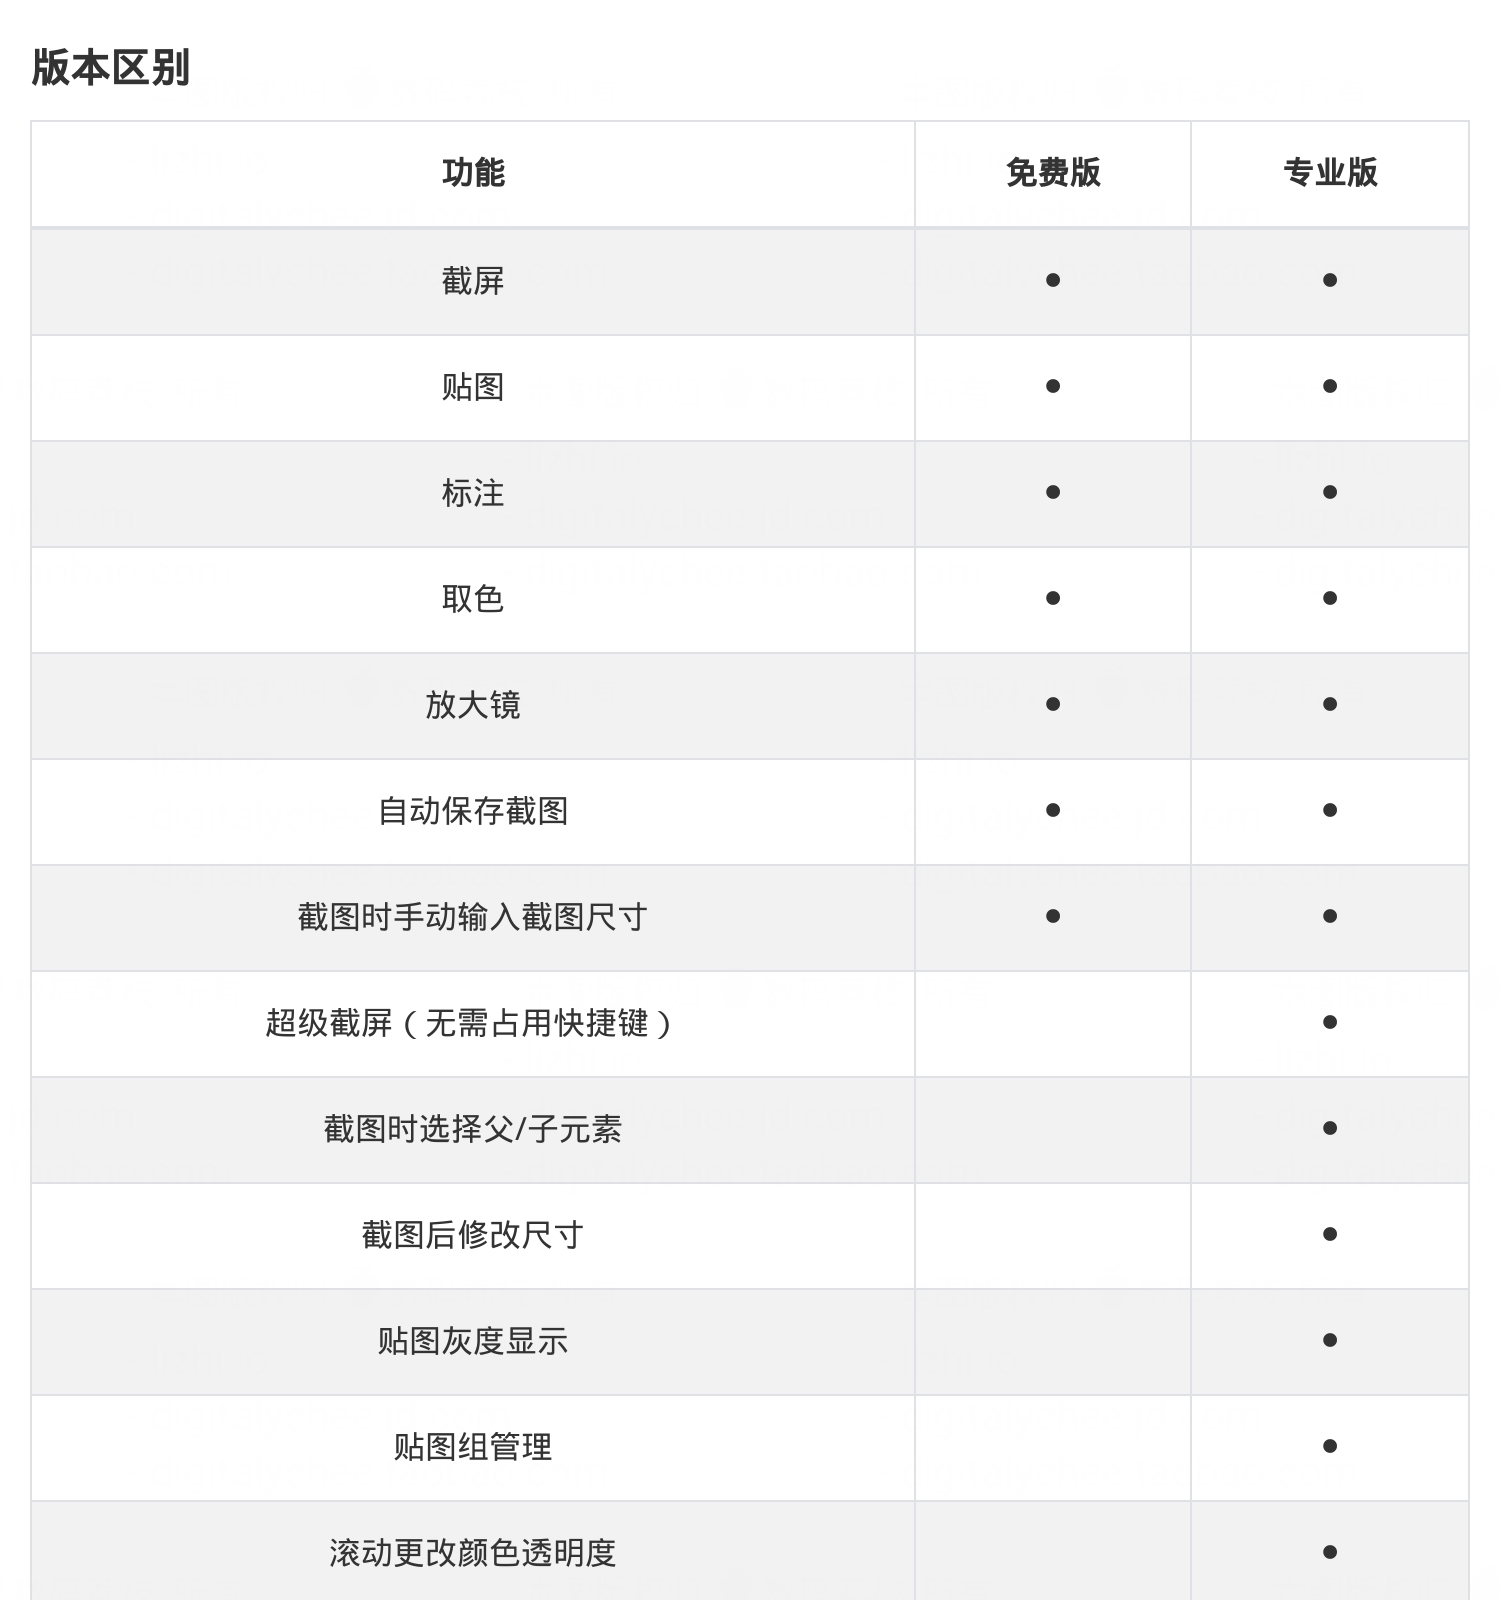 版本区别
功能 免费版 专业版
截屏 ● ●
贴图 ● ●
标注 ● ●
取色 ● ●
放大镜 ● ●
自动保存截图 ● ●
截图时手动输入截图尺寸 ● ●
超级截屏（无需占用快捷键） ●
截图时选择父/子元素 ●
截图后修改尺寸 ●
贴图灰度显示 ●
贴图组管理 ●
滚动更改颜色透明度 ●